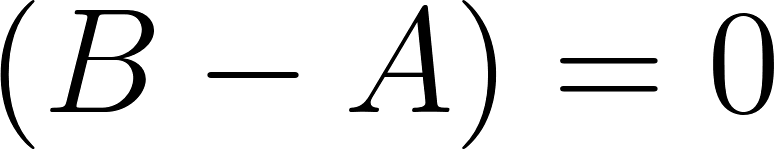 (B − A) = 0